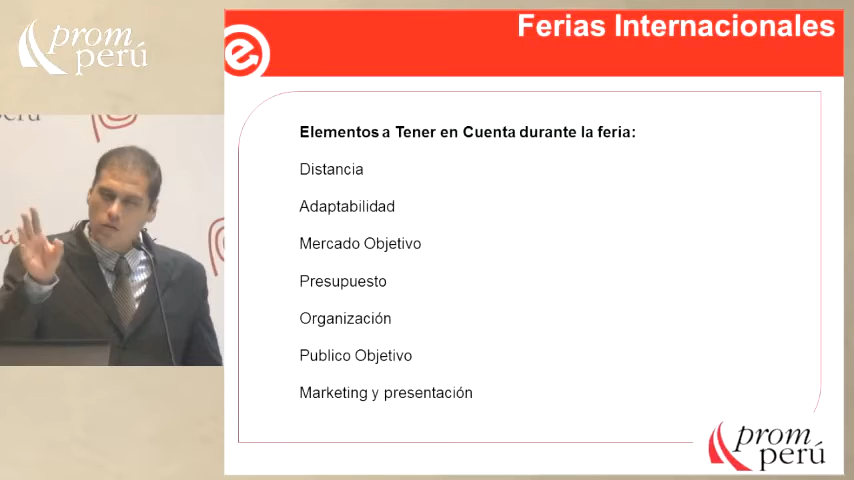 prom
perú
Ferias Internacionales
Elementos a Tener en Cuenta durante la feria:
Distancia
Adaptabilidad
Mercado Objetivo
Presupuesto
Organización
Publico Objetivo
Marketing y presentación
prom
perú